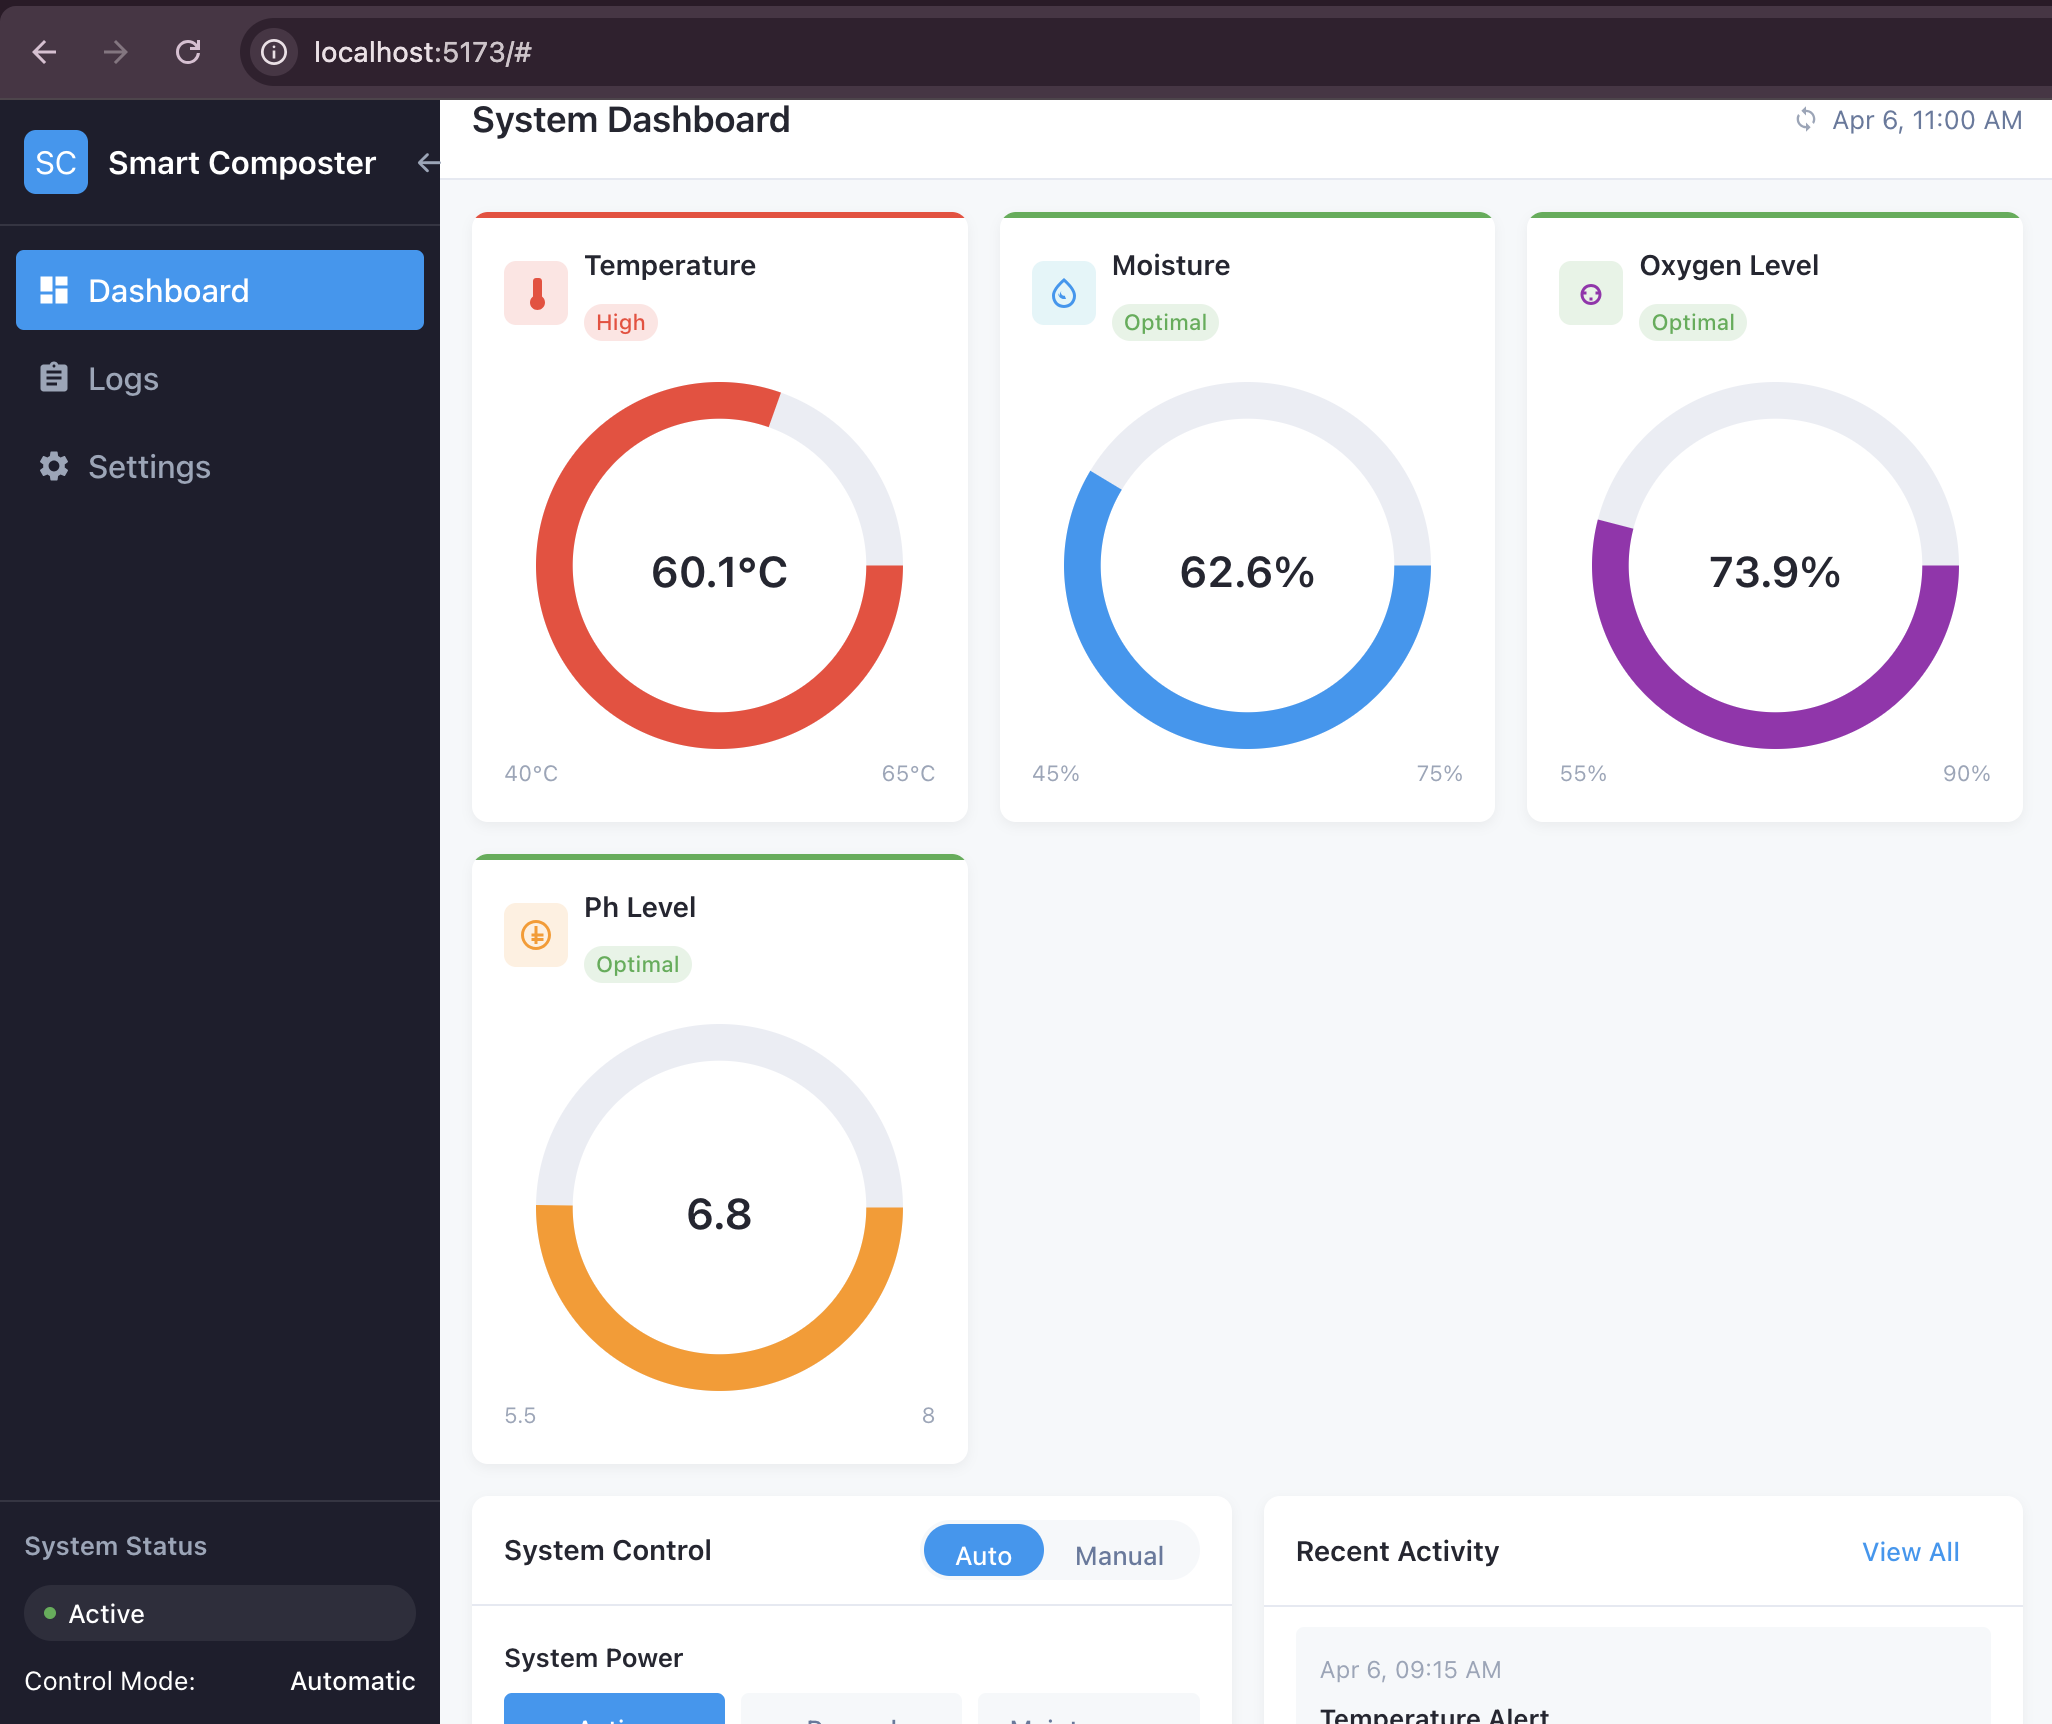 localhost:5173/#
SC Smart Composter
Dashboard
Logs
Settings
System Status
Active
Control Mode: Automatic
System Dashboard
Apr 6, 11:00 AM
Temperature
High
60.1°C
40°C 65°C
Moisture
Optimal
62.6%
45% 75%
Oxygen Level
Optimal
73.9%
55% 90%
Ph Level
Optimal
6.8
5.5 8
System Control
Auto Manual
System Power
Recent Activity
View All
Apr 6, 09:15 AM
Temperature Alert